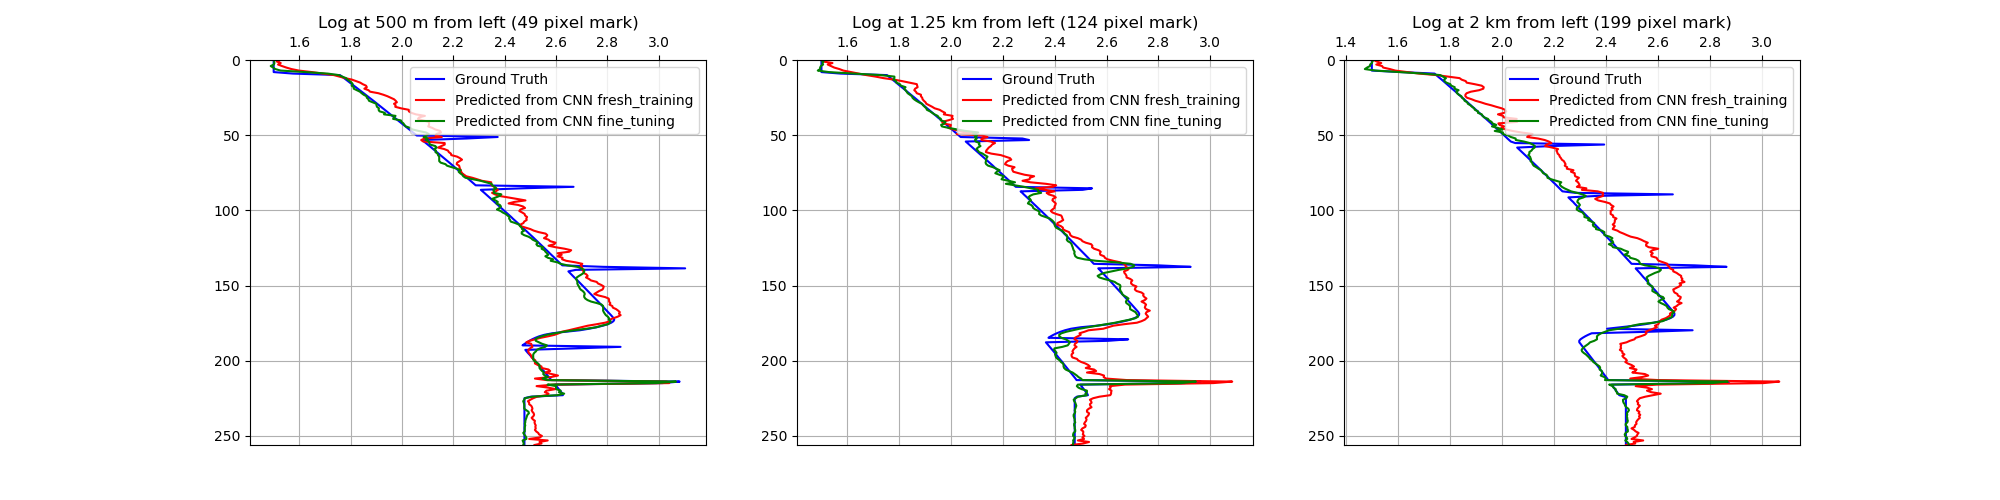 Log at 500 m from left (49 pixel mark)
1.6 1.8 2.0 2.2 2.4 2.6 2.8 3.0
0
50
100
150
200
250
Ground Truth
Predicted from CNN fresh_training
Predicted from CNN fine_tuning
Log at 1.25 km from left (124 pixel mark)
1.6 1.8 2.0 2.2 2.4 2.6 2.8 3.0
0
50
100
150
200
250
Ground Truth
Predicted from CNN fresh_training
Predicted from CNN fine_tuning
Log at 2 km from left (199 pixel mark)
1.4 1.6 1.8 2.0 2.2 2.4 2.6 2.8 3.0
0
50
100
150
200
250
Ground Truth
Predicted from CNN fresh_training
Predicted from CNN fine_tuning